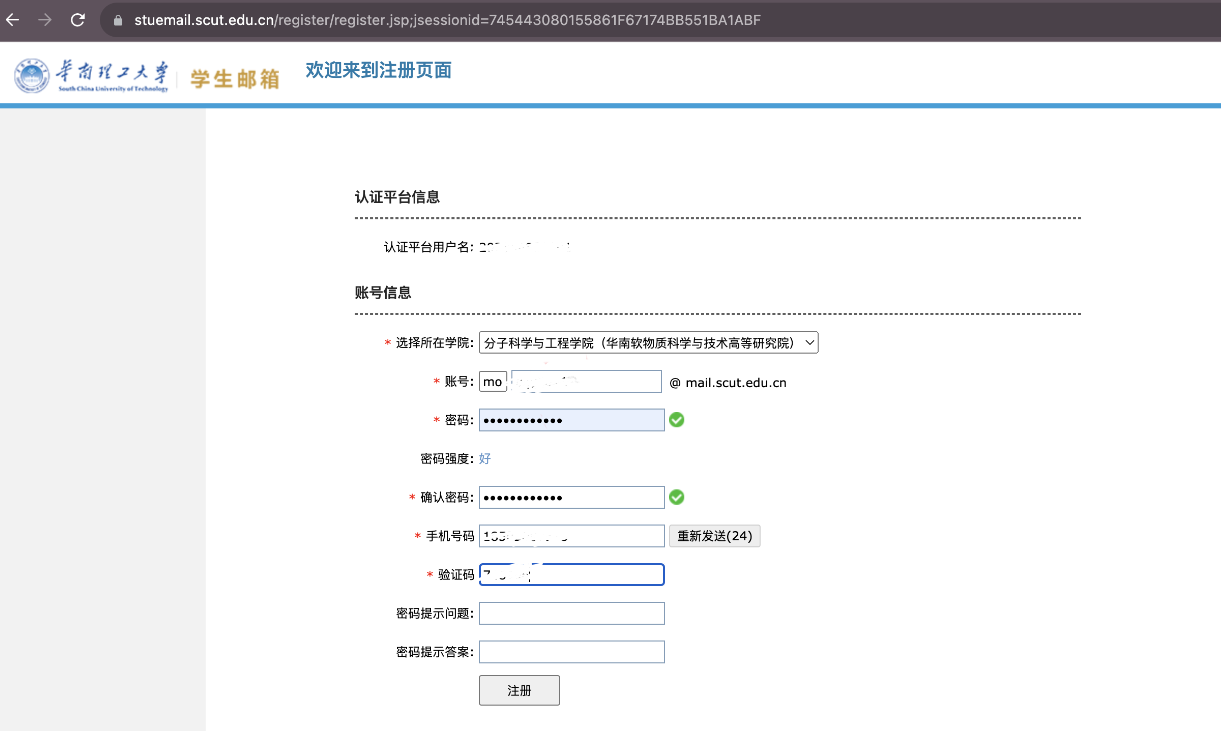 stuemail.scut.edu.cn/register/register.jsp;jsessionid=745443080155861F67174BB551BA1ABF
华南理工大学
South China University of Technology
学生邮箱
欢迎来到注册页面
认证平台信息
认证平台用户名:
账号信息
* 选择所在学院: 分子科学与工程学院（华南软物质科学与技术高等研究院）
* 账号: mo @ mail.scut.edu.cn
* 密码: ••••••••••••
密码强度: 好
* 确认密码: ••••••••••••
* 手机号码 重新发送(24)
* 验证码
密码提示问题:
密码提示答案:
注册